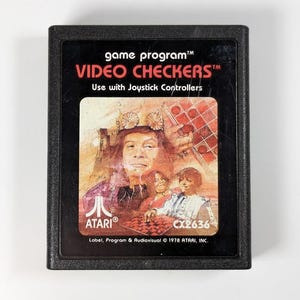 game program™
VIDEO CHECKERS™
Use with Joystick Controllers
ATARI®
CX2636
Label, Program & Audiovisual © 1978 ATARI, INC.